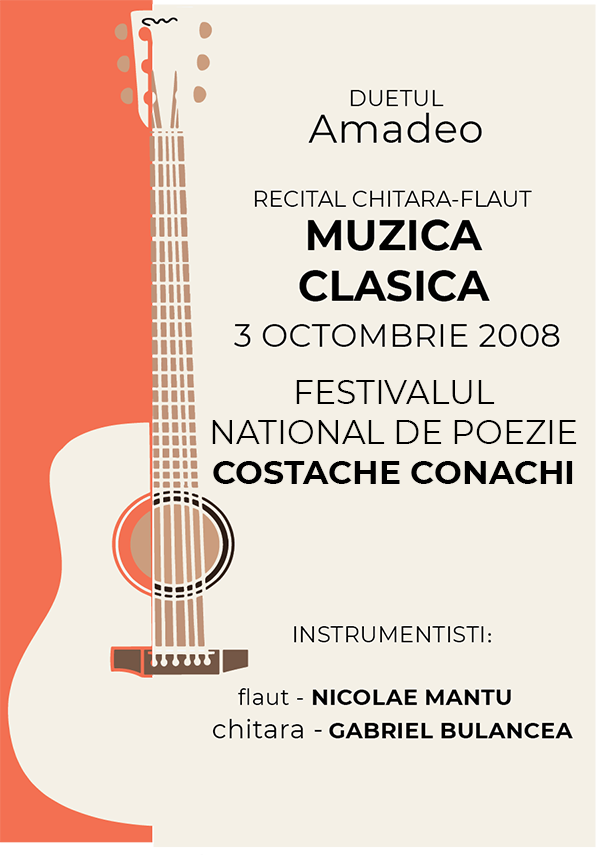 DUETUL
Amadeo
RECITAL CHITARA-FLAUT
MUZICA
CLASICA
3 OCTOMBRIE 2008
FESTIVALUL
NATIONAL DE POEZIE
COSTACHE CONACHI
INSTRUMENTISTI:
flaut - NICOLAE MANTU
chitara - GABRIEL BULANCEA